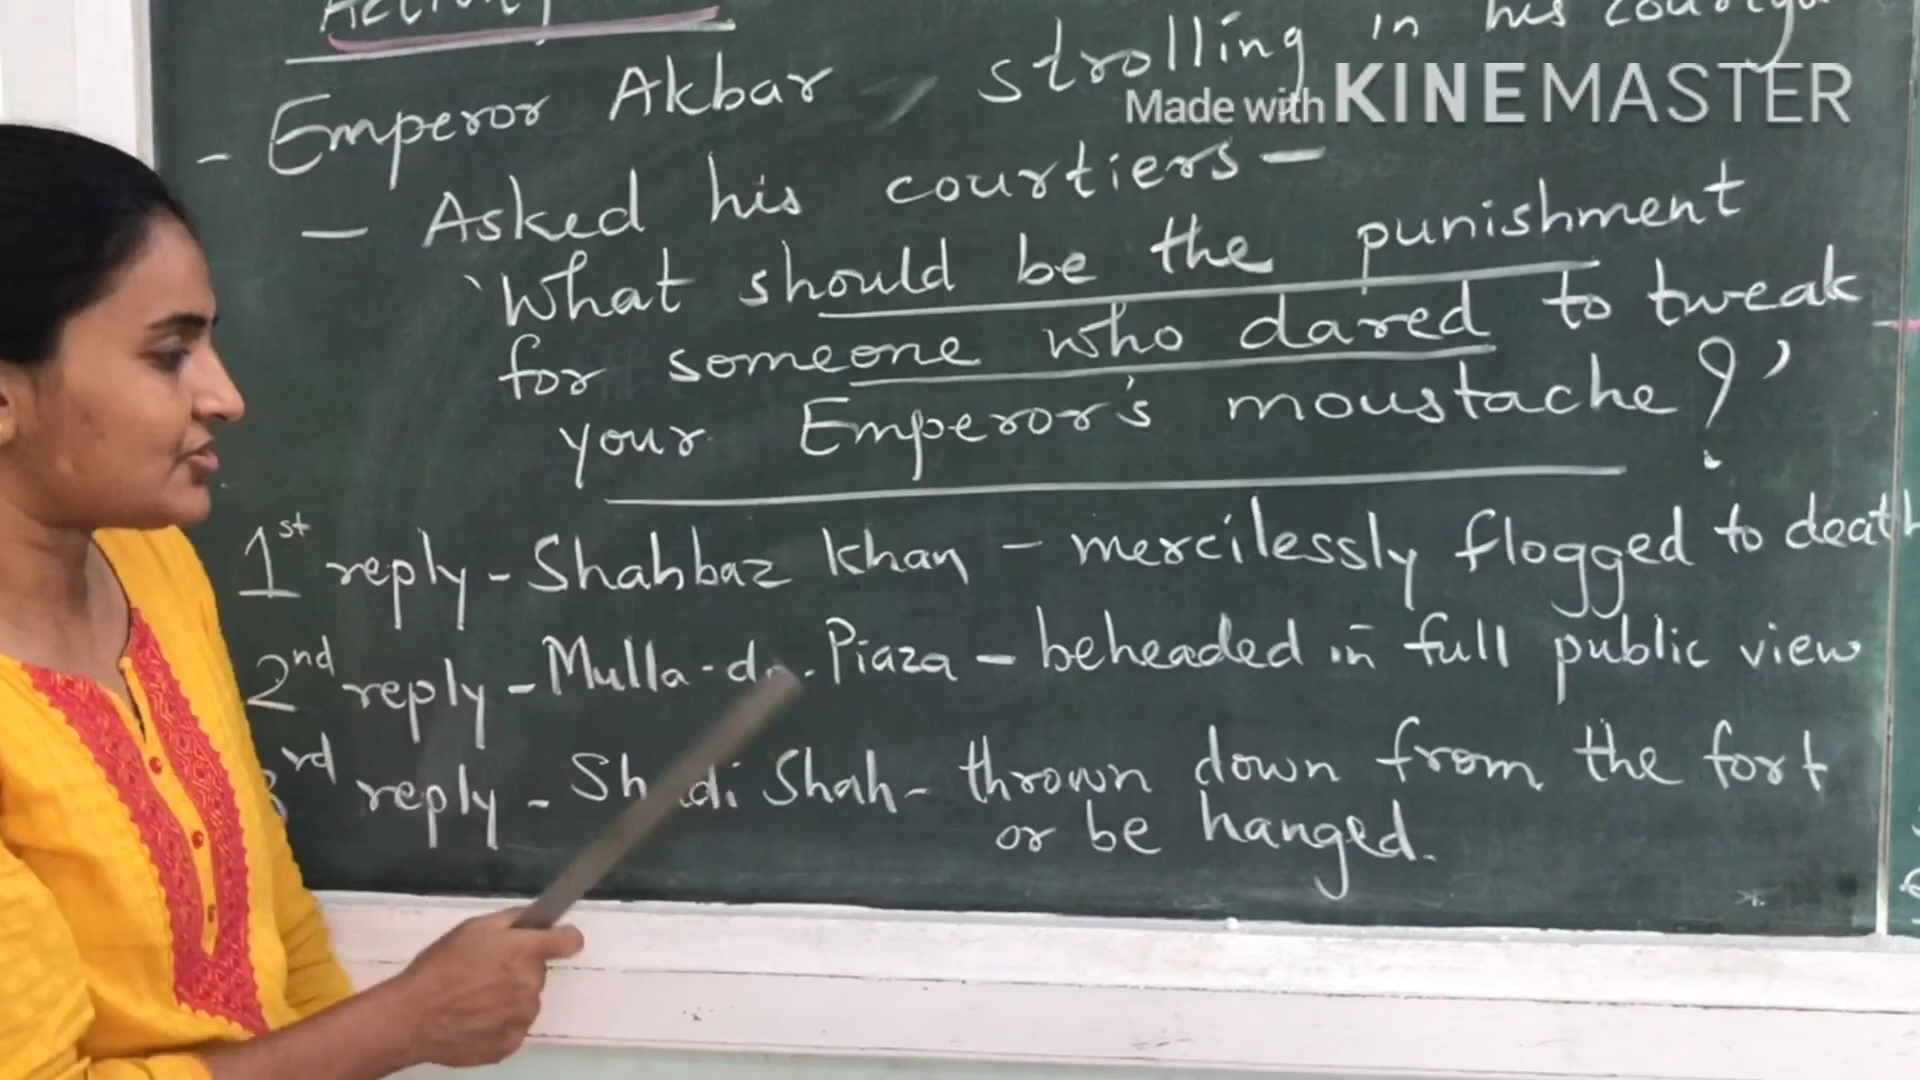 Activity
- Emperor Akbar, strolling in his
Made with KINEMASTER
- Asked his courtiers -
'What should be the punishment
for someone who dared to tweak
your Emperor's moustache?'
1st reply - Shahbaz Khan - mercilessly flogged to death
2nd reply - Mulla-do-Piaza - beheaded in full public view
3rd reply - Shadi Shah - thrown down from the fort
or be hanged.